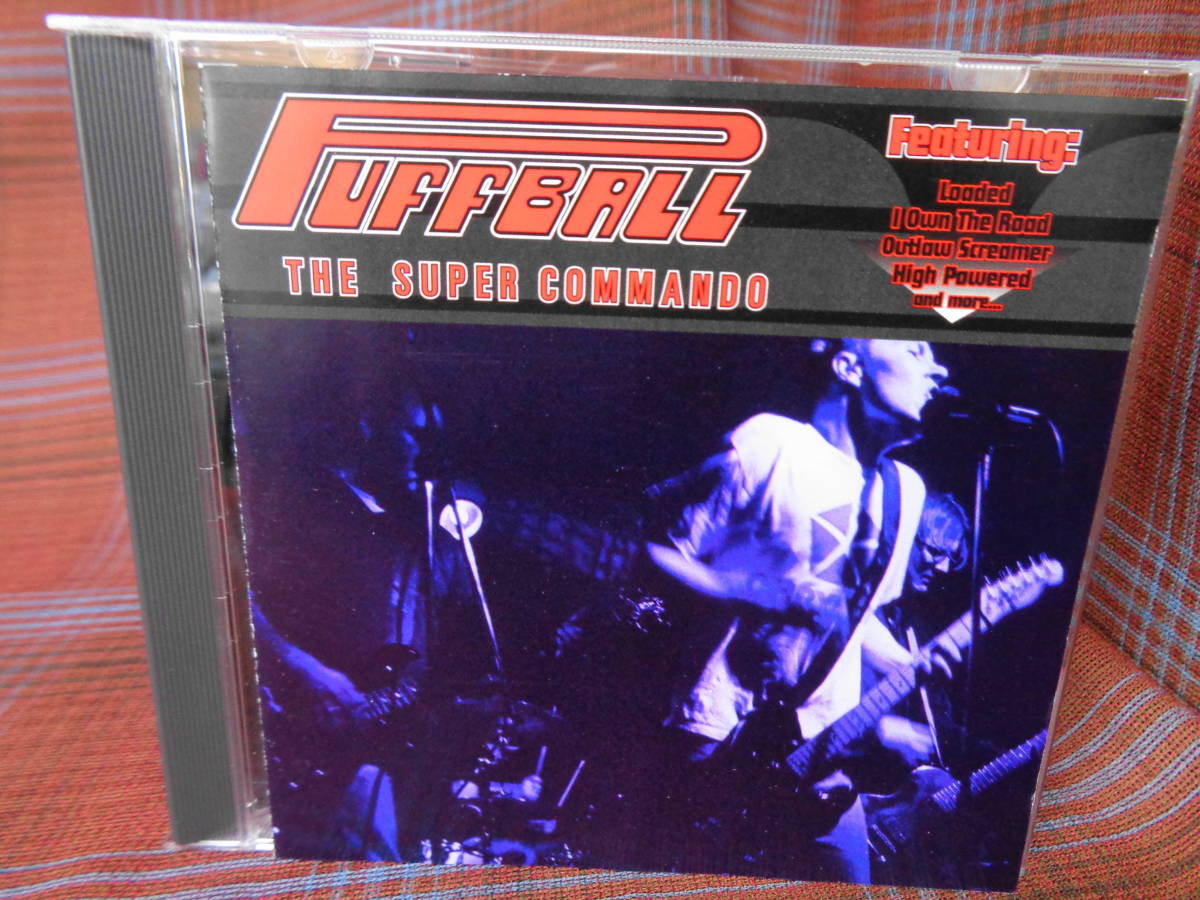 PUFFBALL
THE SUPER COMMANDO
Featuring:
Loaded
I Own The Road
Outlaw Screamer
High Powered
and more...